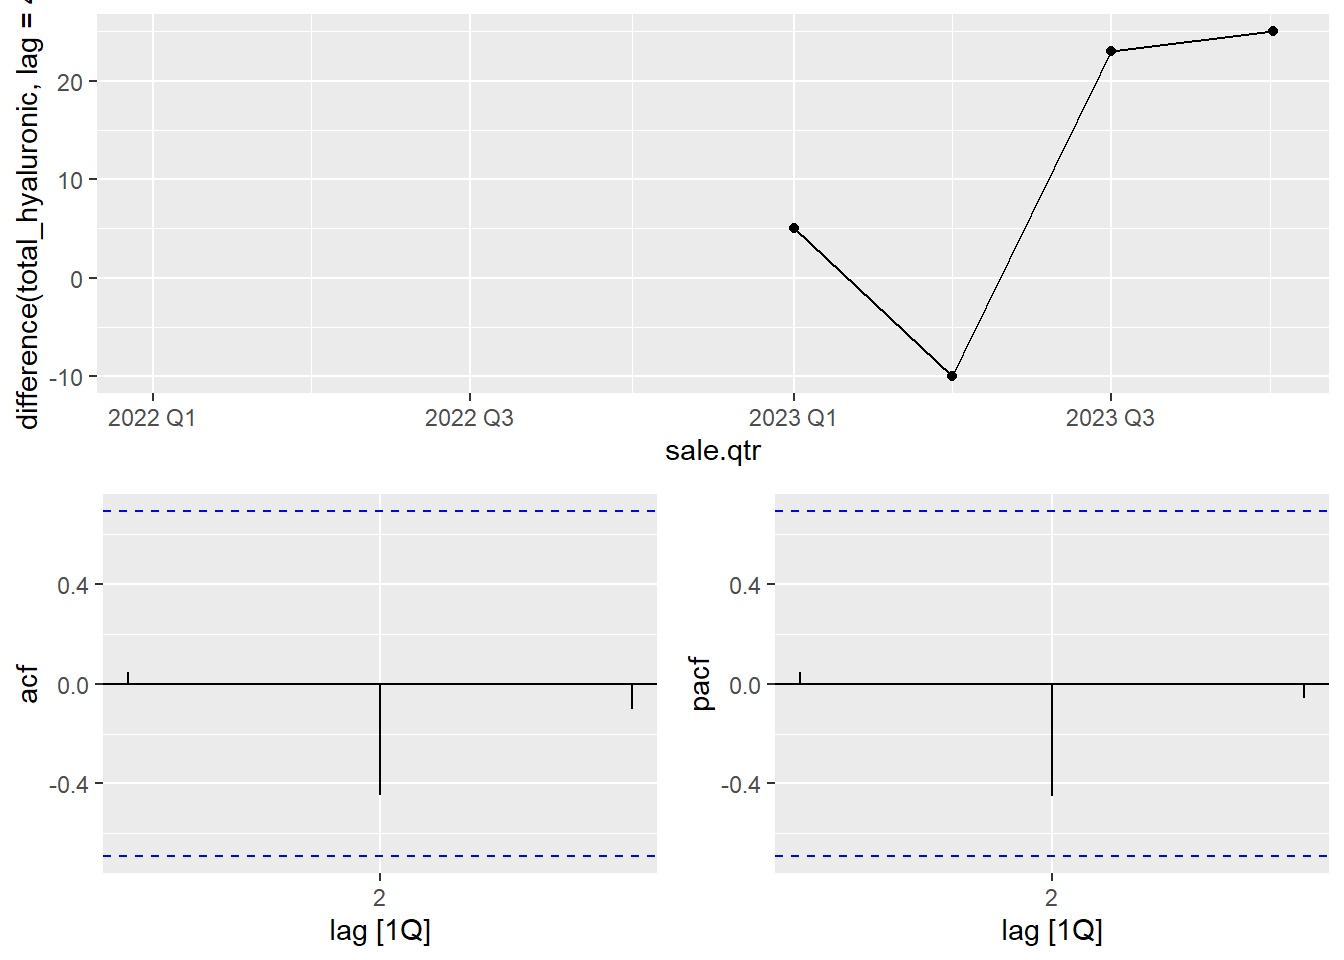 difference(total_hyaluronic, lag = 4
20
10
0
-10
2022 Q1
2022 Q3
2023 Q1
2023 Q3
sale.qtr
acf
0.4
0.0
-0.4
2
lag [1Q]
pacf
0.4
0.0
-0.4
2
lag [1Q]